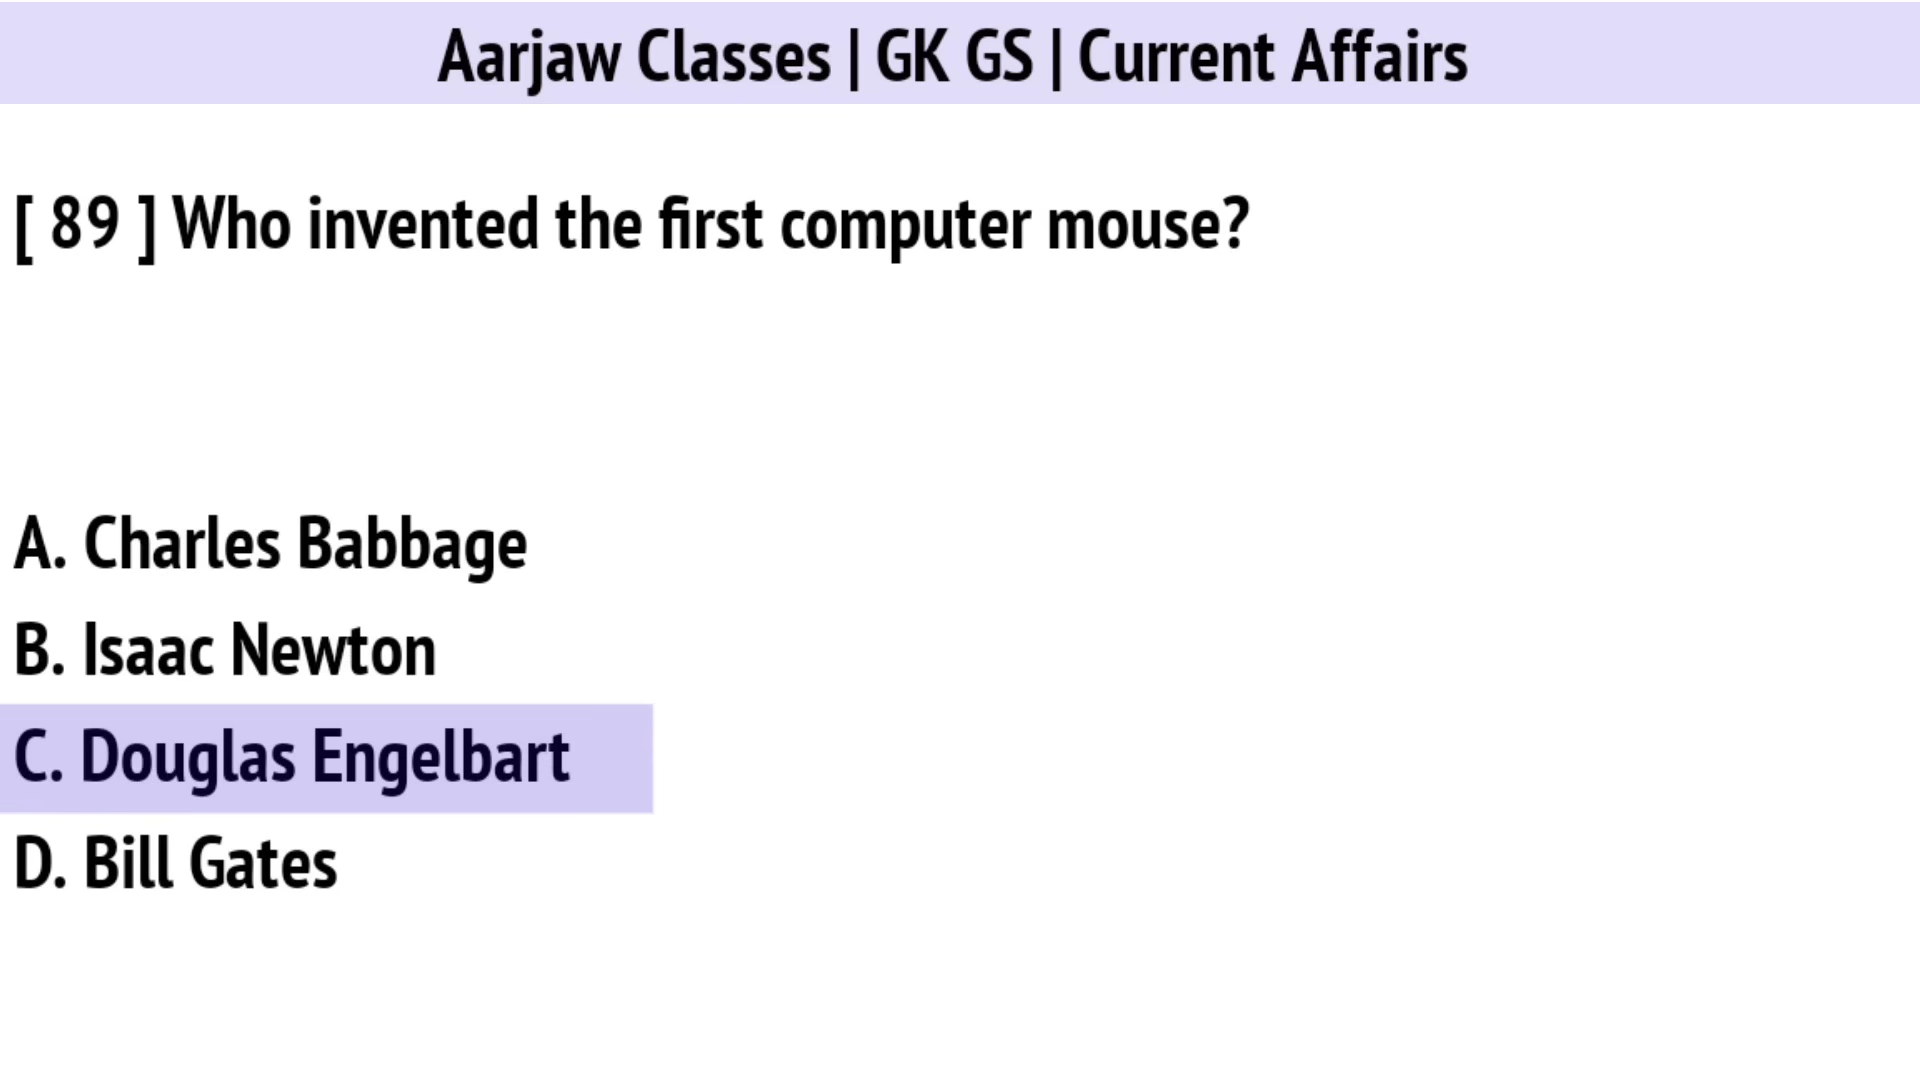 Aarjaw Classes | GK GS | Current Affairs
[ 89 ] Who invented the first computer mouse?
A. Charles Babbage
B. Isaac Newton
C. Douglas Engelbart
D. Bill Gates